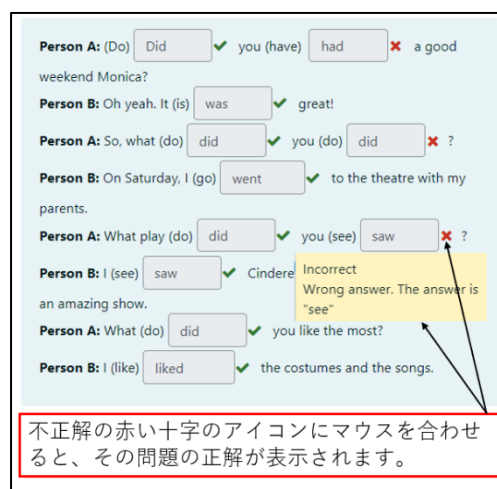 Person A: (Do) Did you (have) had a good
weekend Monica?
Person B: Oh yeah. It (is) was great!
Person A: So, what (do) did you (do) did ?
Person B: On Saturday, I (go) went to the theatre with my
parents.
Person A: What play (do) did you (see) saw ?
Person B: I (see) saw Cindere
Incorrect
Wrong answer. The answer is
"see"
an amazing show.
Person A: What (do) did you like the most?
Person B: I (like) liked the costumes and the songs.
不正解の赤い十字のアイコンにマウスを合わせ
ると、その問題の正解が表示されます。